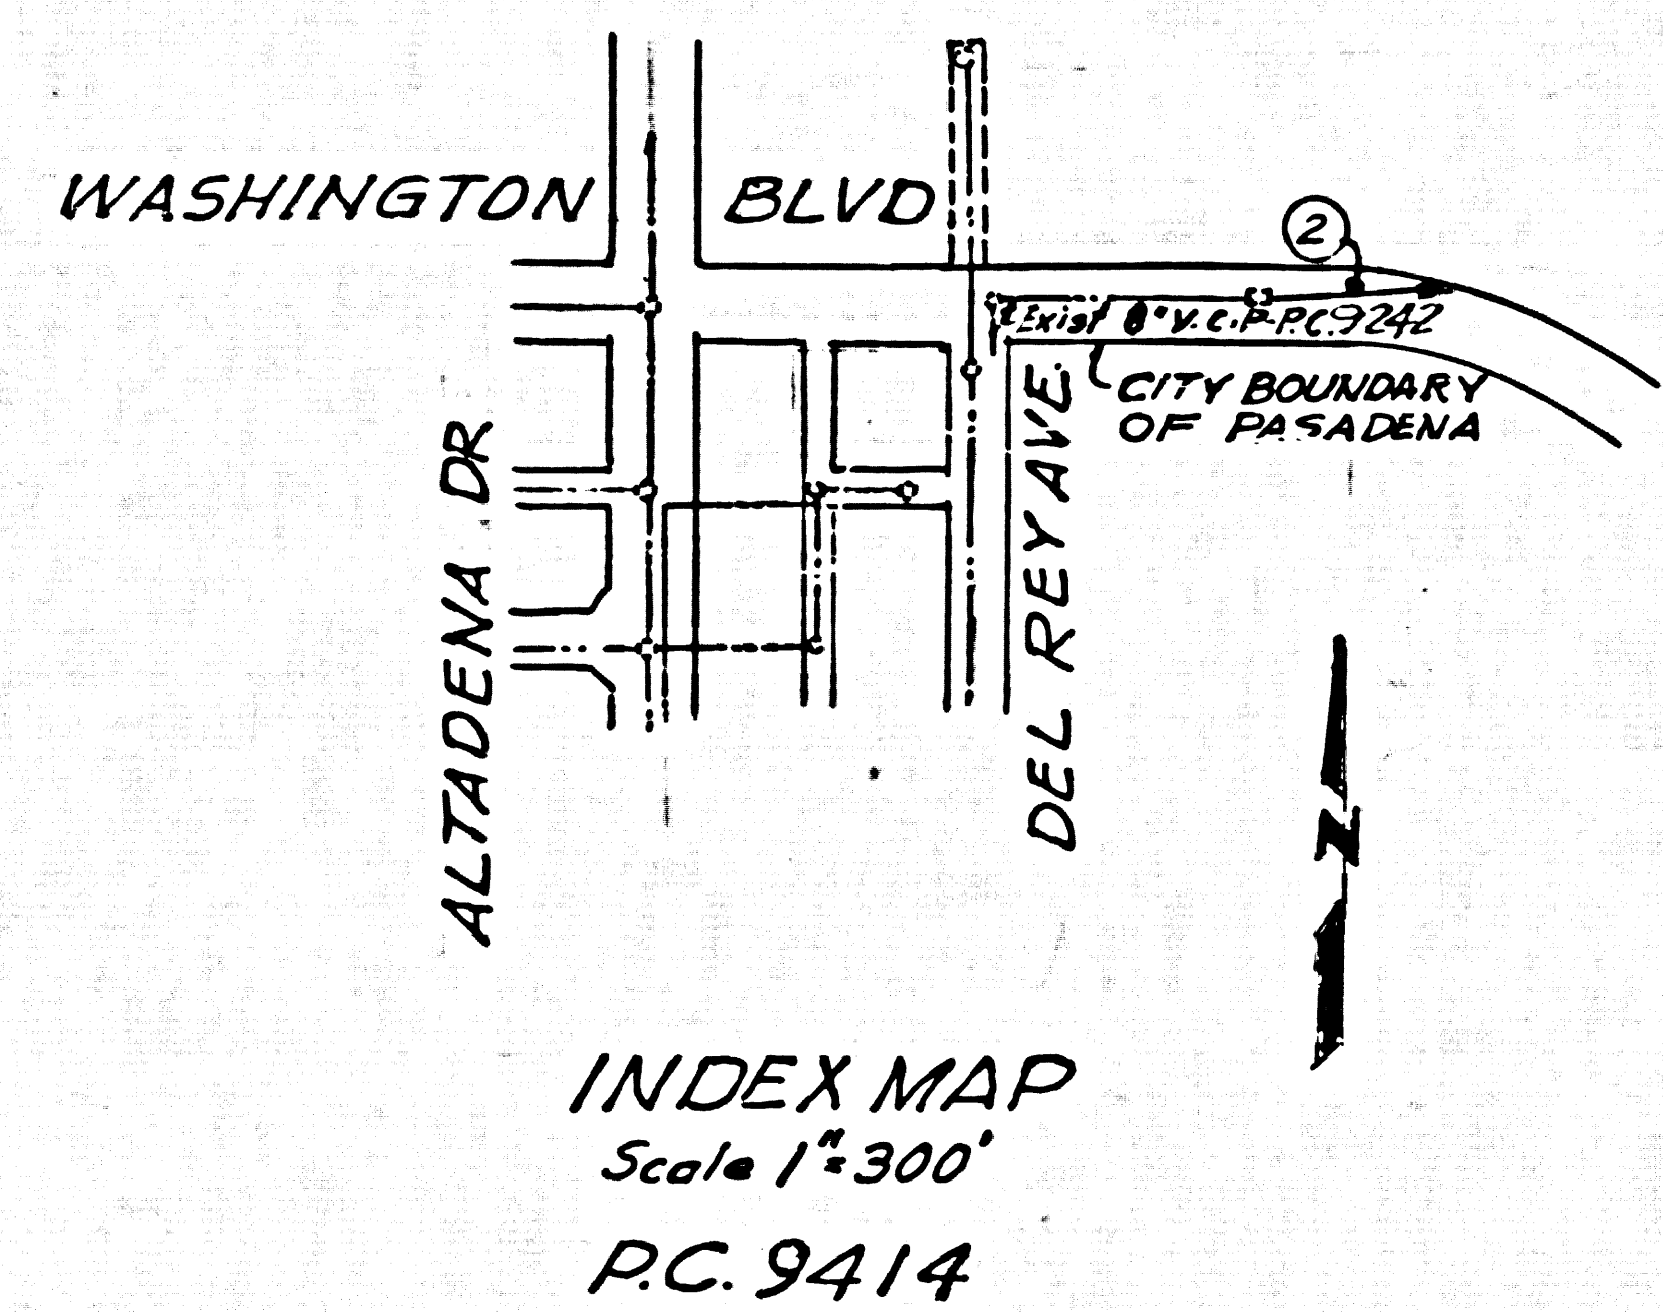 WASHINGTON BLVD
2
Exist 8" V.C.P. - P.C. 9242
CITY BOUNDARY
OF PASADENA
ALTADENA DR.
DEL REY AVE.
N
INDEX MAP
Scale 1"=300'
P.C. 9414